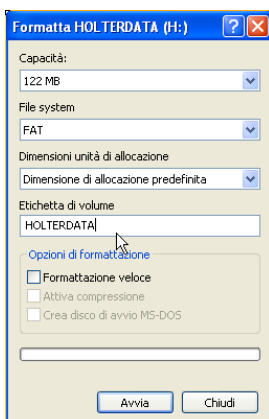 Formatta HOLTERDATA (H:)
Capacità:
122 MB
File system
FAT
Dimensioni unità di allocazione
Dimensione di allocazione predefinita
Etichetta di volume
HOLTERDATA
Opzioni di formattazione
Formattazione veloce
Attiva compressione
Crea disco di avvio MS-DOS
Avvia
Chiudi